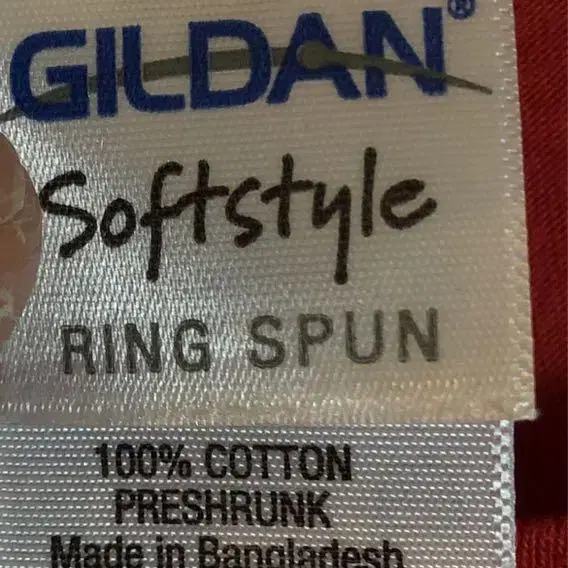 GILDAN®
Softstyle
RING SPUN
100% COTTON
PRESHRUNK
Made in Bangladesh